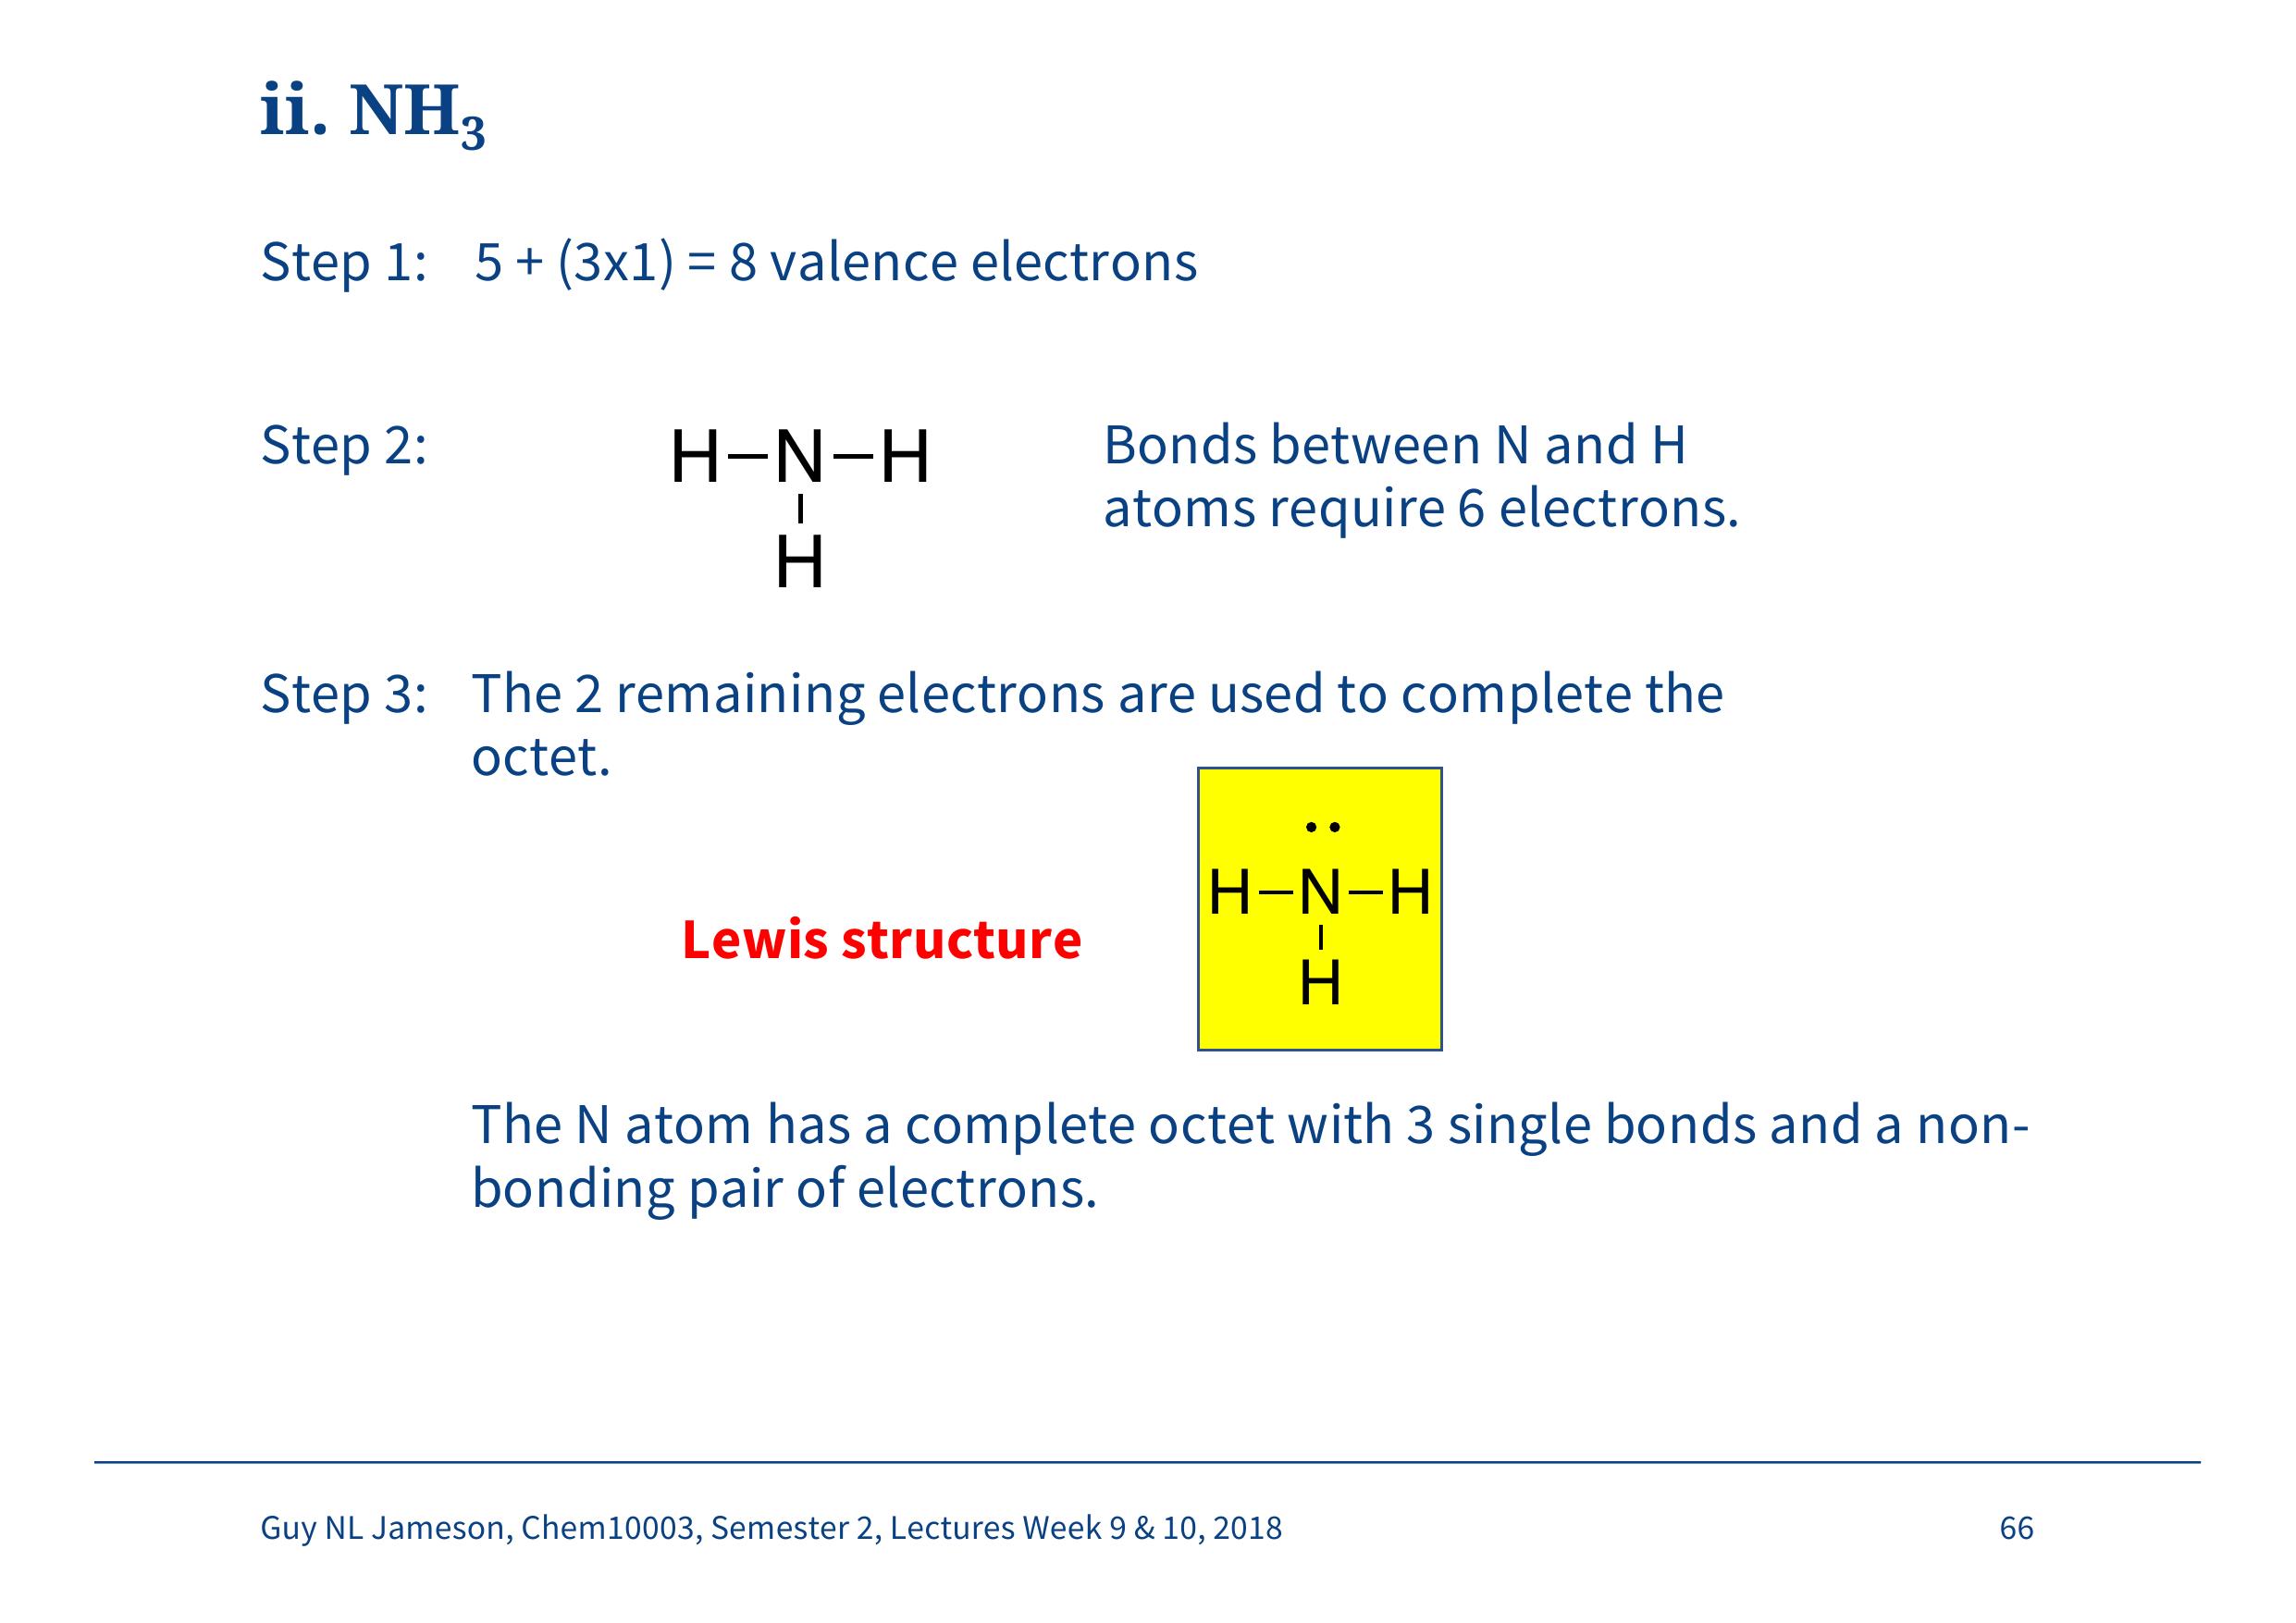 ii. NH₃
Step 1: 5 + (3x1) = 8 valence electrons
Step 2:
H–N–H
H
Bonds between N and H
atoms require 6 electrons.
Step 3: The 2 remaining electrons are used to complete the
octet.
Lewis structure
H–N–H
H
The N atom has a complete octet with 3 single bonds and a non-
bonding pair of electrons.
Guy NL Jameson, Chem10003, Semester 2, Lectures Week 9 & 10, 2018
66